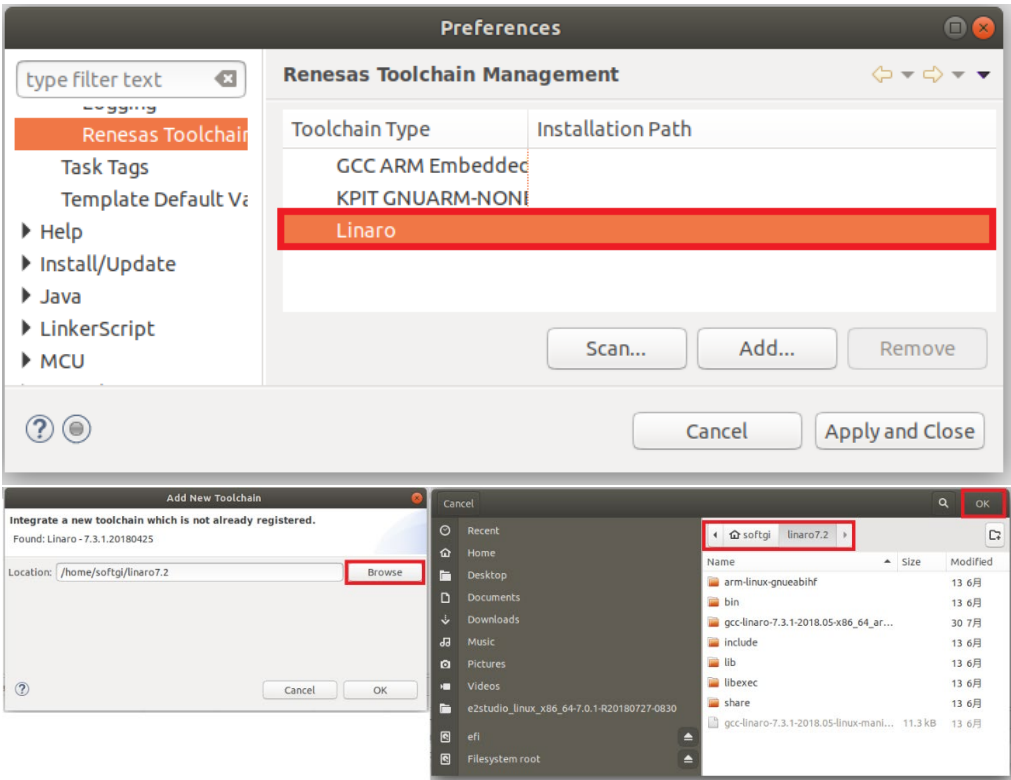 Preferences
type filter text
Renesas Toolchain Management
Logging
Renesas Toolchain
Task Tags
Template Default Va
Help
Install/Update
Java
LinkerScript
MCU
Toolchain Type
Installation Path
GCC ARM Embedded
KPIT GNUARM-NONE
Linaro
Scan...
Add...
Remove
Cancel
Apply and Close
Add New Toolchain
Integrate a new toolchain which is not already registered.
Found: Linaro - 7.3.1.20180425
Location: /home/softgi/linaro7.2
Browse
Cancel
OK
Cancel
OK
Recent
Home
Desktop
Documents
Downloads
Music
Pictures
Videos
e2studio_linux_x86_64-7.0.1-R20180727-0830
efi
Filesystem root
softgi linaro7.2
Name Size Modified
arm-linux-gnueabihf 13 6月
bin 13 6月
gcc-linaro-7.3.1-2018.05-x86_64_ar... 30 7月
include 13 6月
lib 13 6月
libexec 13 6月
share 13 6月
gcc-linaro-7.3.1-2018.05-linux-mani... 11.3 kB 13 6月